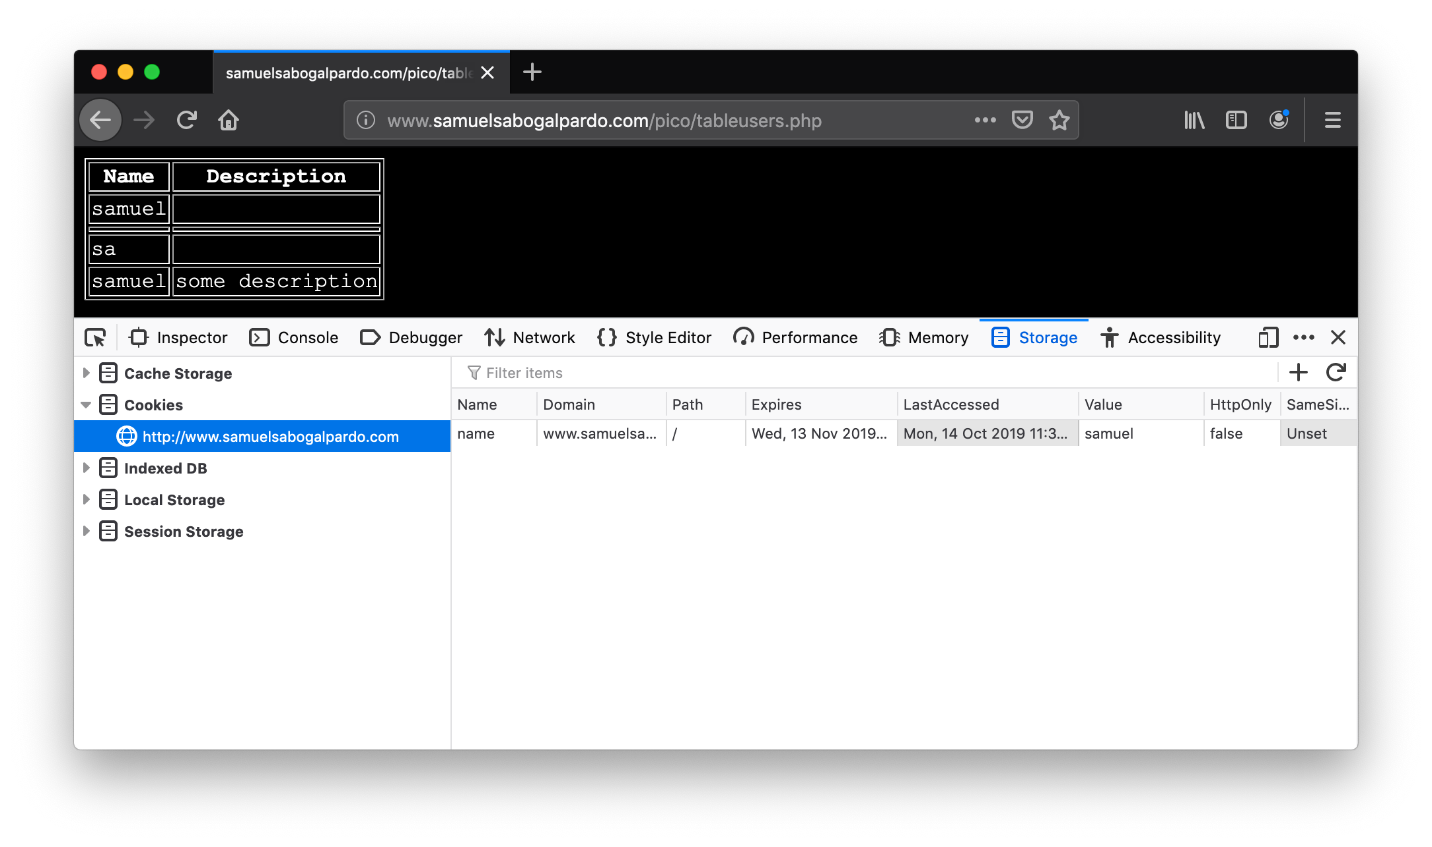 samuelsabogalpardo.com/pico/table
www.samuelsabogalpardo.com/pico/tableusers.php
Name Description
samuel
sa
samuel some description
Inspector Console Debugger Network Style Editor Performance Memory Storage Accessibility
Cache Storage
Cookies
http://www.samuelsabogalpardo.com
Indexed DB
Local Storage
Session Storage
Filter items
Name Domain Path Expires LastAccessed Value HttpOnly SameSi...
name www.samuelsa... / Wed, 13 Nov 2019... Mon, 14 Oct 2019 11:3... samuel false Unset